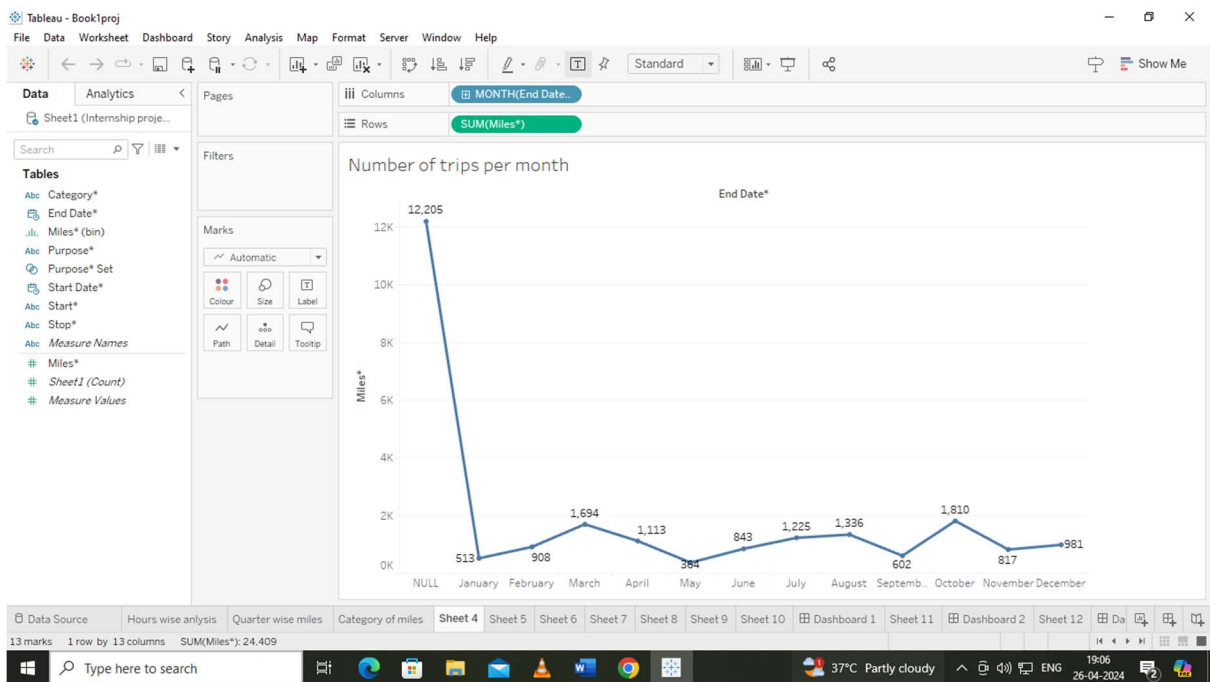 Tableau - Book1proj
File Data Worksheet Dashboard Story Analysis Map Format Server Window Help
Standard
Show Me
Data Analytics
Sheet1 (Internship proje...
Search
Tables
Abc Category*
End Date*
Miles* (bin)
Abc Purpose*
Purpose* Set
Start Date*
Abc Start*
Abc Stop*
Abc Measure Names
# Miles*
# Sheet1 (Count)
# Measure Values
Pages
Filters
Marks
Automatic
Colour Size Label
Path Detail Tooltip
Columns MONTH(End Date..
Rows SUM(Miles*)
Number of trips per month
End Date*
Miles*
12K
10K
8K
6K
4K
2K
0K
12,205
513
908
1,694
1,113
364
843
1,225
1,336
602
1,810
817
981
NULL January February March April May June July August Septemb.. October November December
Data Source Hours wise anlysis Quarter wise miles Category of miles Sheet 4 Sheet 5 Sheet 6 Sheet 7 Sheet 8 Sheet 9 Sheet 10 Dashboard 1 Sheet 11 Dashboard 2 Sheet 12 Da
13 marks 1 row by 13 columns SUM(Miles*): 24,409
Type here to search
37°C Partly cloudy
ENG
19:06
26-04-2024
2
PRE